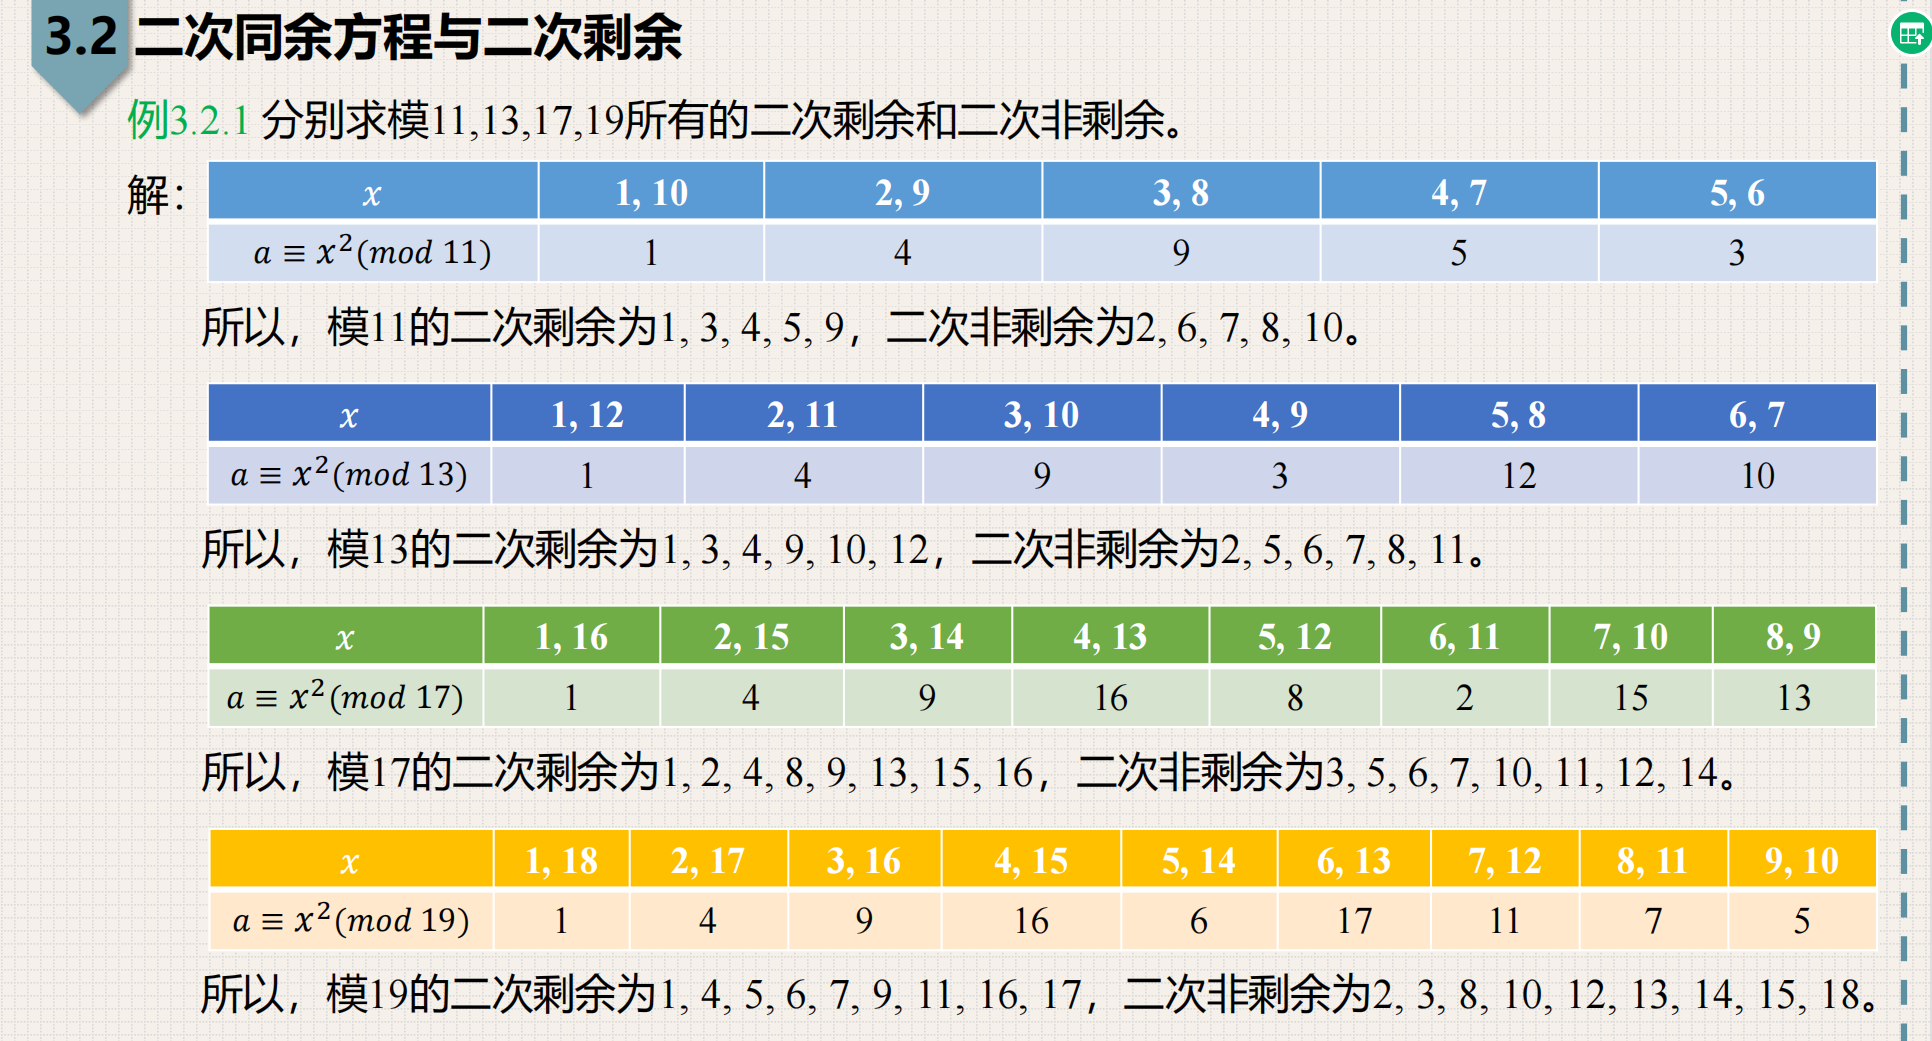 3.2 二次同余方程与二次剩余
例3.2.1 分别求模11,13,17,19所有的二次剩余和二次非剩余。
解：
x 1, 10 2, 9 3, 8 4, 7 5, 6
a ≡ x²(mod 11) 1 4 9 5 3
所以，模11的二次剩余为1, 3, 4, 5, 9，二次非剩余为2, 6, 7, 8, 10。
x 1, 12 2, 11 3, 10 4, 9 5, 8 6, 7
a ≡ x²(mod 13) 1 4 9 3 12 10
所以，模13的二次剩余为1, 3, 4, 9, 10, 12，二次非剩余为2, 5, 6, 7, 8, 11。
x 1, 16 2, 15 3, 14 4, 13 5, 12 6, 11 7, 10 8, 9
a ≡ x²(mod 17) 1 4 9 16 8 2 15 13
所以，模17的二次剩余为1, 2, 4, 8, 9, 13, 15, 16，二次非剩余为3, 5, 6, 7, 10, 11, 12, 14。
x 1, 18 2, 17 3, 16 4, 15 5, 14 6, 13 7, 12 8, 11 9, 10
a ≡ x²(mod 19) 1 4 9 16 6 17 11 7 5
所以，模19的二次剩余为1, 4, 5, 6, 7, 9, 11, 16, 17，二次非剩余为2, 3, 8, 10, 12, 13, 14, 15, 18。